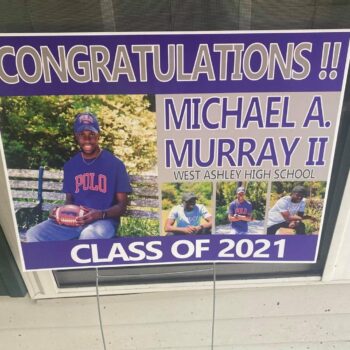 CONGRATULATIONS !!
MICHAEL A.
MURRAY II
WEST ASHLEY HIGH SCHOOL
POLO
CLASS OF 2021